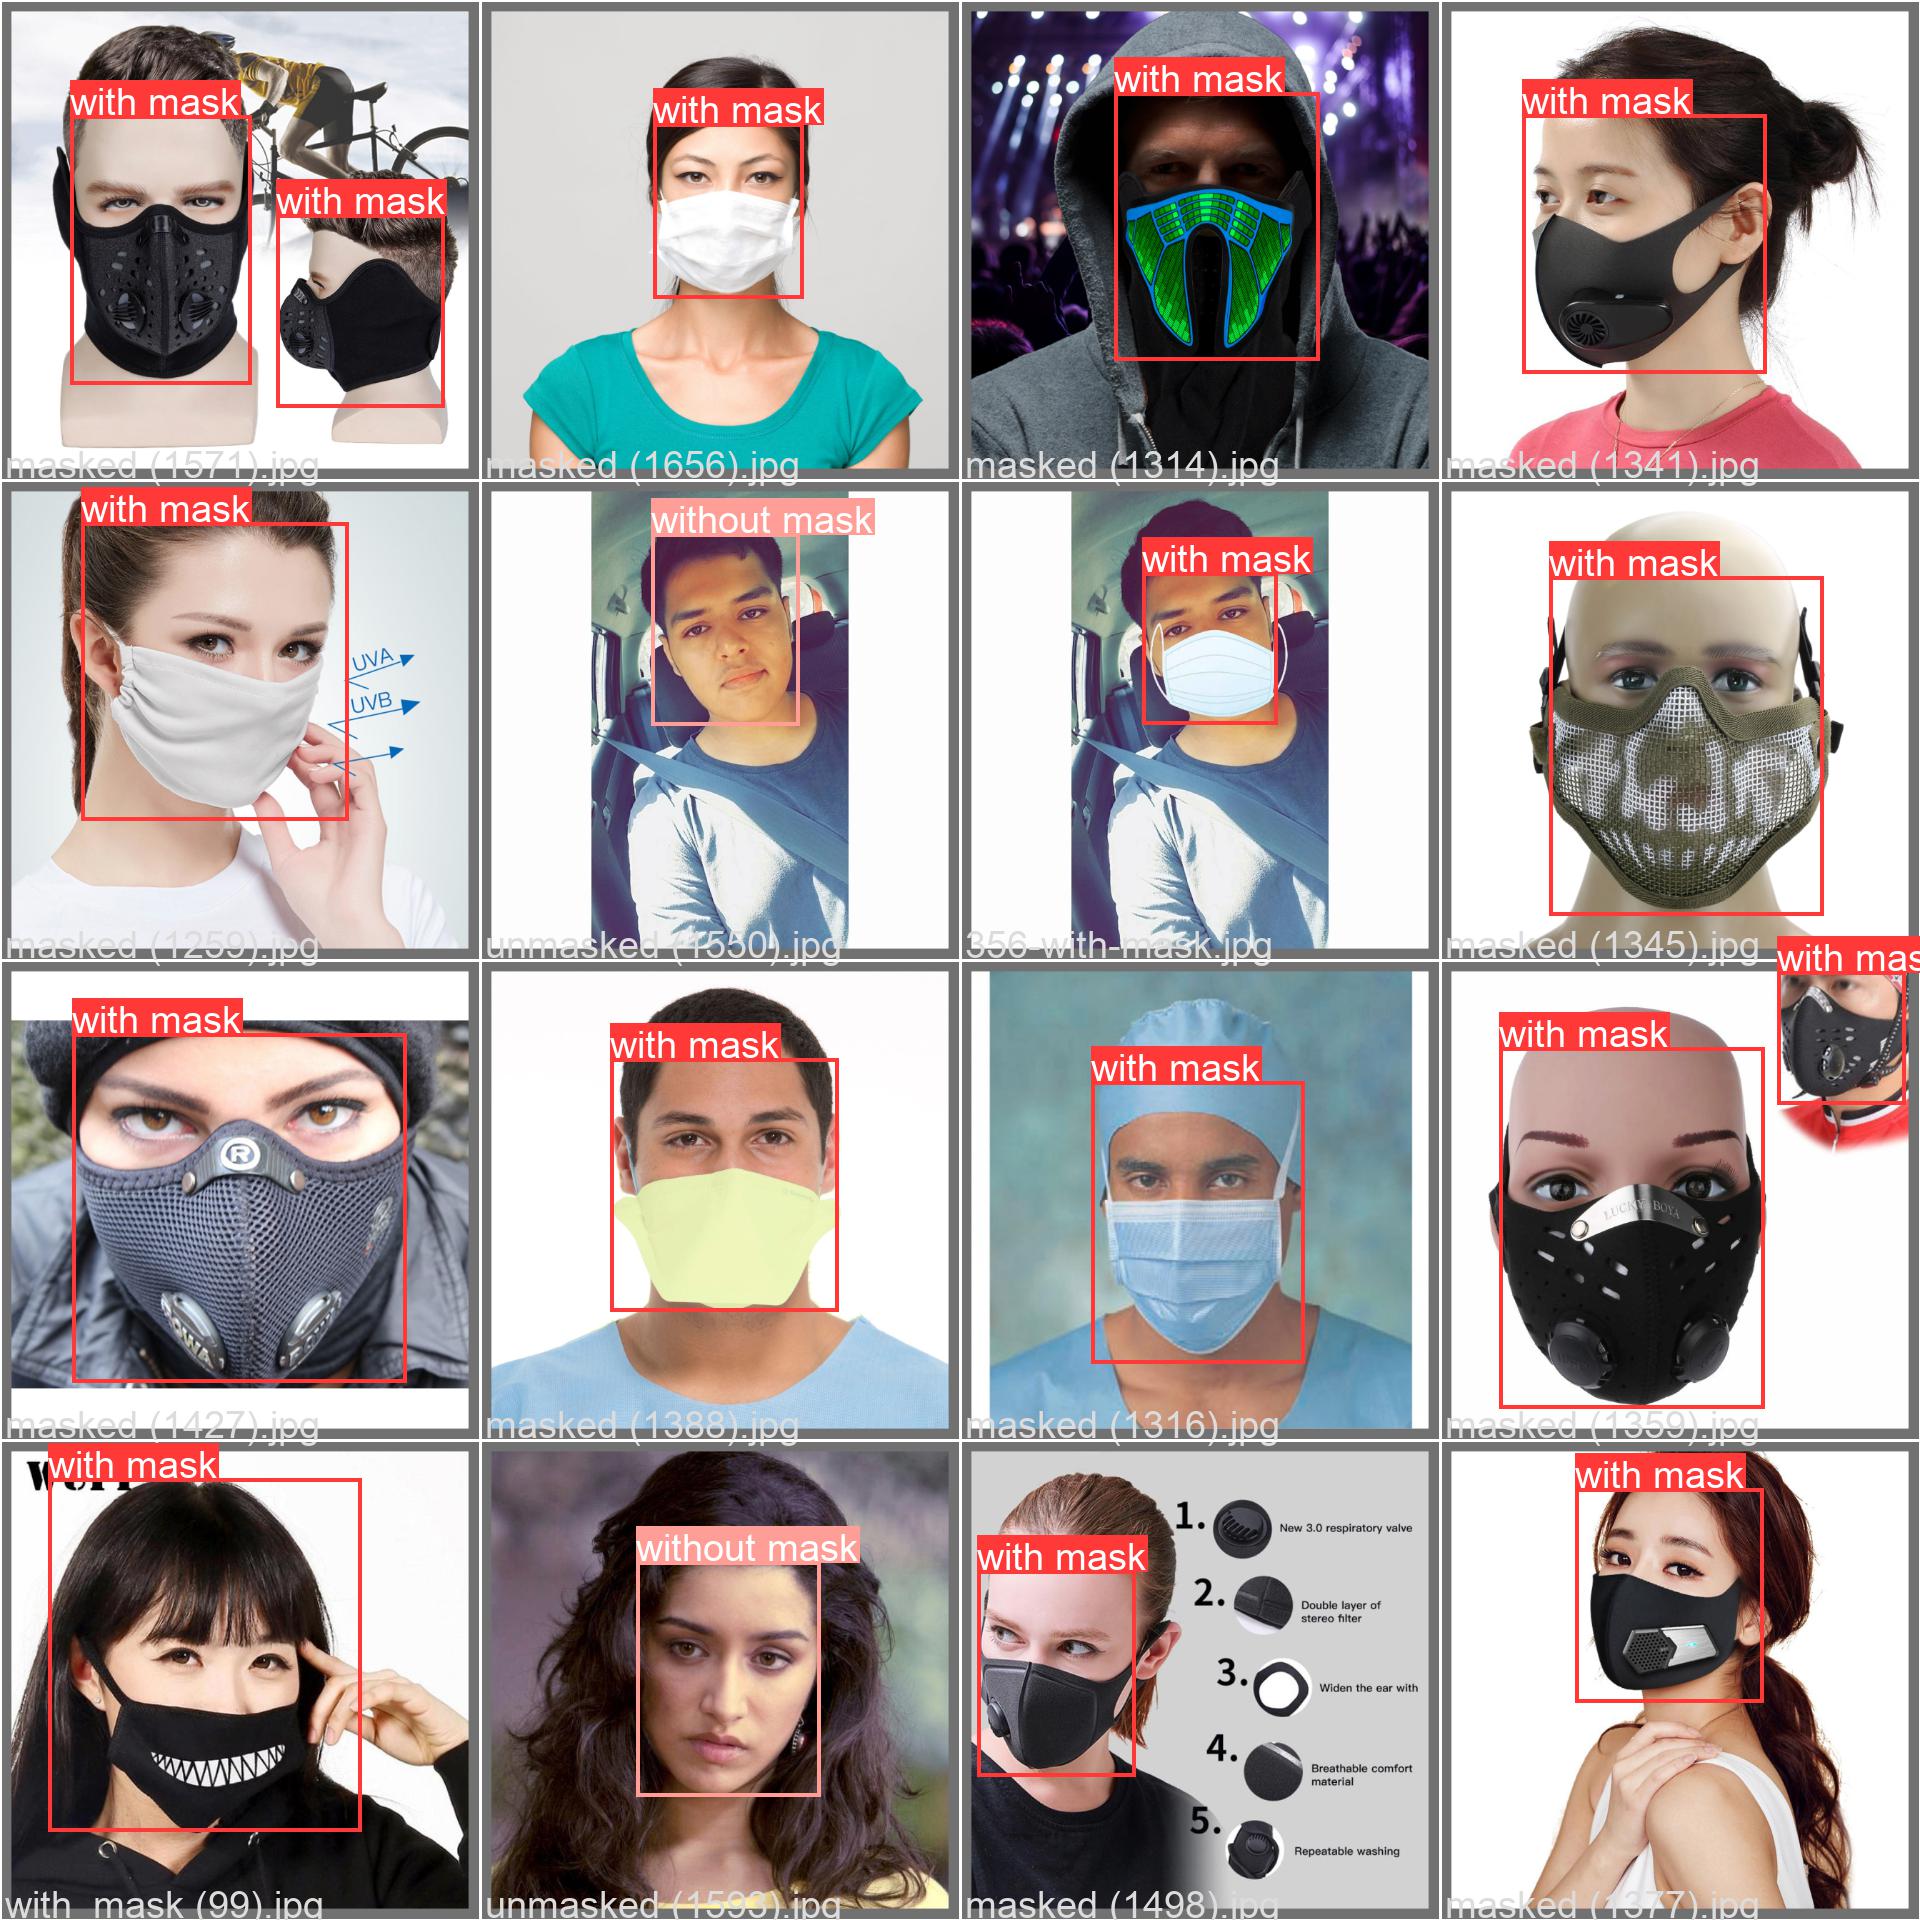 with mask
with mask
masked (1571).jpg
with mask
masked (1656).jpg
with mask
masked (1314).jpg
with mask
masked (1341).jpg
with mask
UVA
UVB
masked (1259).jpg
without mask
unmasked (1550).jpg
with mask
356-with-mask.jpg
with mask
masked (1345).jpg
with mask
R
masked (1427).jpg
with mask
masked (1388).jpg
with mask
masked (1316).jpg
with mas
with mask
LUCKY BOYA
masked (1359).jpg
with mask
with_mask (99).jpg
without mask
unmasked (1593).jpg
with mask
1. New 3.0 respiratory valve
2. Double layer of
stereo filter
3. Widen the ear with
4. Breathable comfort
material
5. Repeatable washing
masked (1498).jpg
with mask
masked (1377).jpg